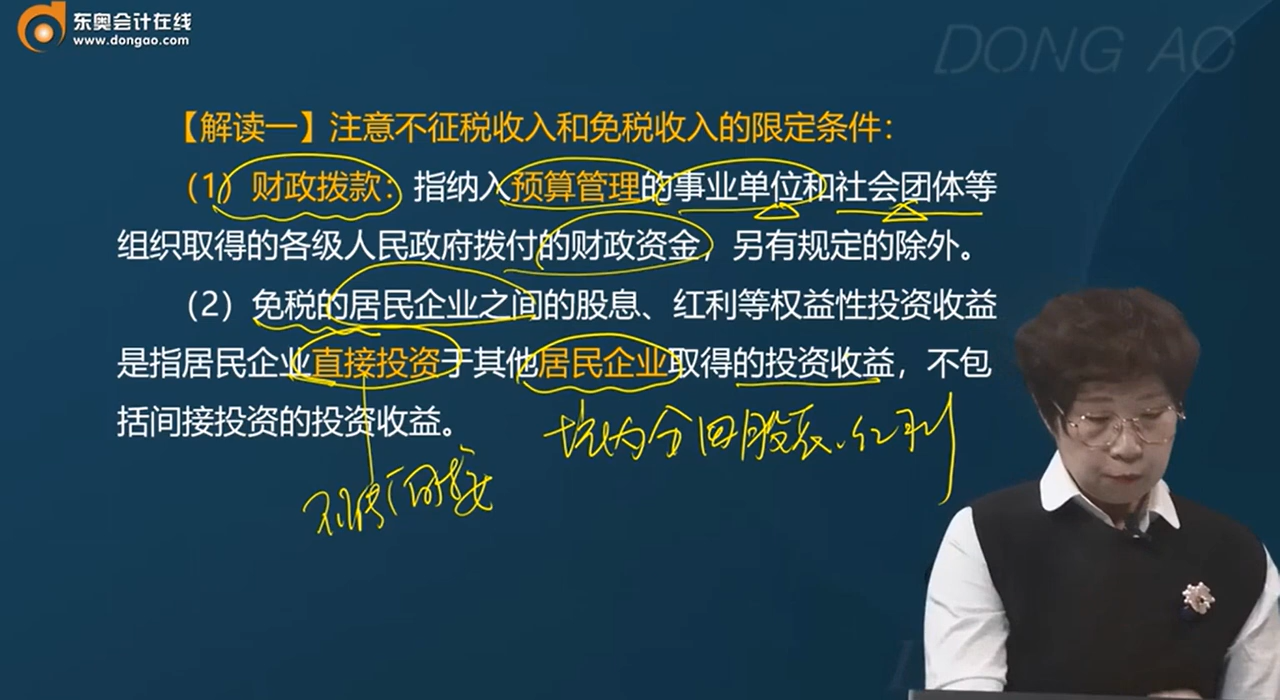 东奥会计在线
www.dongao.com
DONG AO
【解读一】注意不征税收入和免税收入的限定条件：
（1）财政拨款：指纳入预算管理的事业单位和社会团体等
组织取得的各级人民政府拨付的财政资金，另有规定的除外。
（2）免税的居民企业之间的股息、红利等权益性投资收益
是指居民企业直接投资于其他居民企业取得的投资收益，不包
括间接投资的投资收益。
境内分回股息、红利
间接